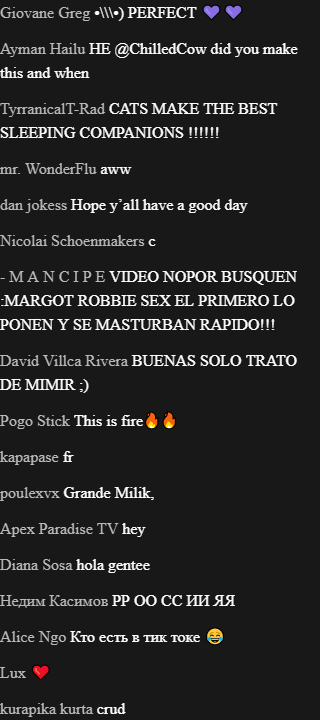 Giovane Greg •\\\•) PERFECT 💜 💜
Ayman Hailu HE @ChilledCow did you make
this and when
TyrranicalT-Rad CATS MAKE THE BEST
SLEEPING COMPANIONS !!!!!!
mr. WonderFlu aww
dan jokess Hope y’all have a good day
Nicolai Schoenmakers c
- M A N C I P E VIDEO NOPOR BUSQUEN
:MARGOT ROBBIE SEX EL PRIMERO LO
PONEN Y SE MASTURBAN RAPIDO!!!
David Villca Rivera BUENAS SOLO TRATO
DE MIMIR ;)
Pogo Stick This is fire🔥🔥
kapapase fr
poulexvx Grande Milik,
Apex Paradise TV hey
Diana Sosa hola gentee
Недим Касимов РР ОО СС ИИ ЯЯ
Alice Ngo Кто есть в тик токе 😂
Lux ❤️
kurapika kurta crud